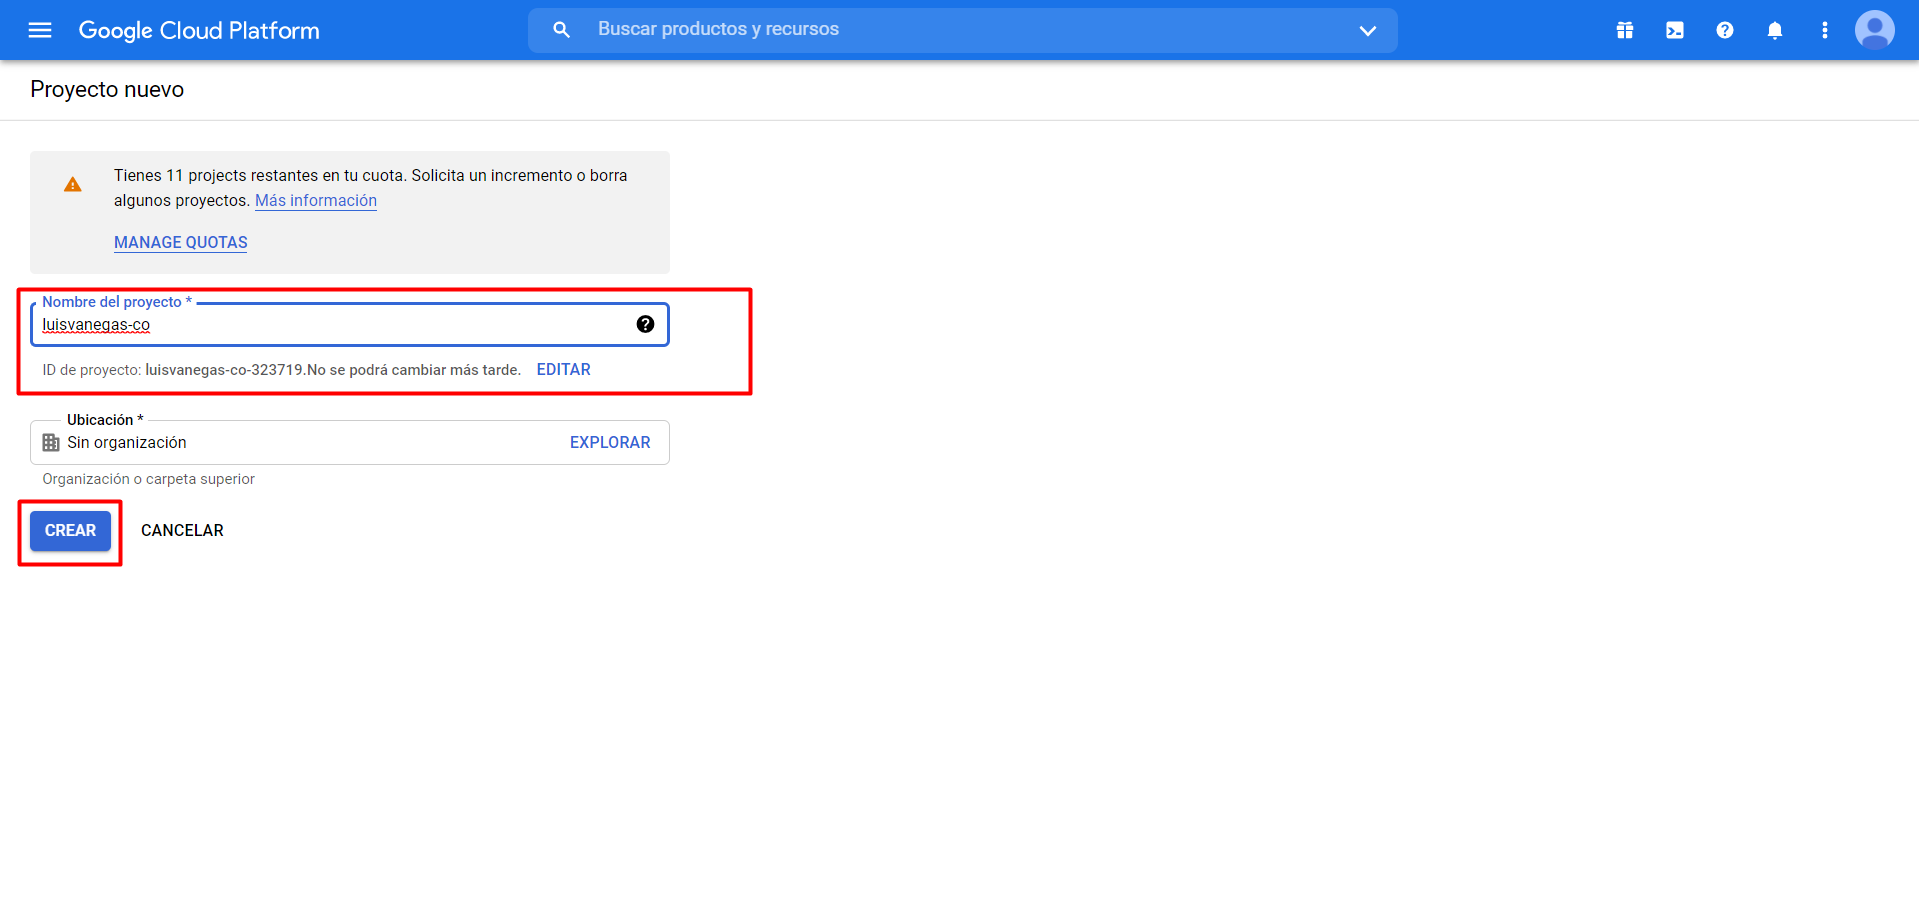 Google Cloud Platform
Buscar productos y recursos
Proyecto nuevo
Tienes 11 projects restantes en tu cuota. Solicita un incremento o borra
algunos proyectos. Más información
MANAGE QUOTAS
Nombre del proyecto *
luisvanegas-co
ID de proyecto: luisvanegas-co-323719.No se podrá cambiar más tarde. EDITAR
Ubicación *
Sin organización EXPLORAR
Organización o carpeta superior
CREAR CANCELAR